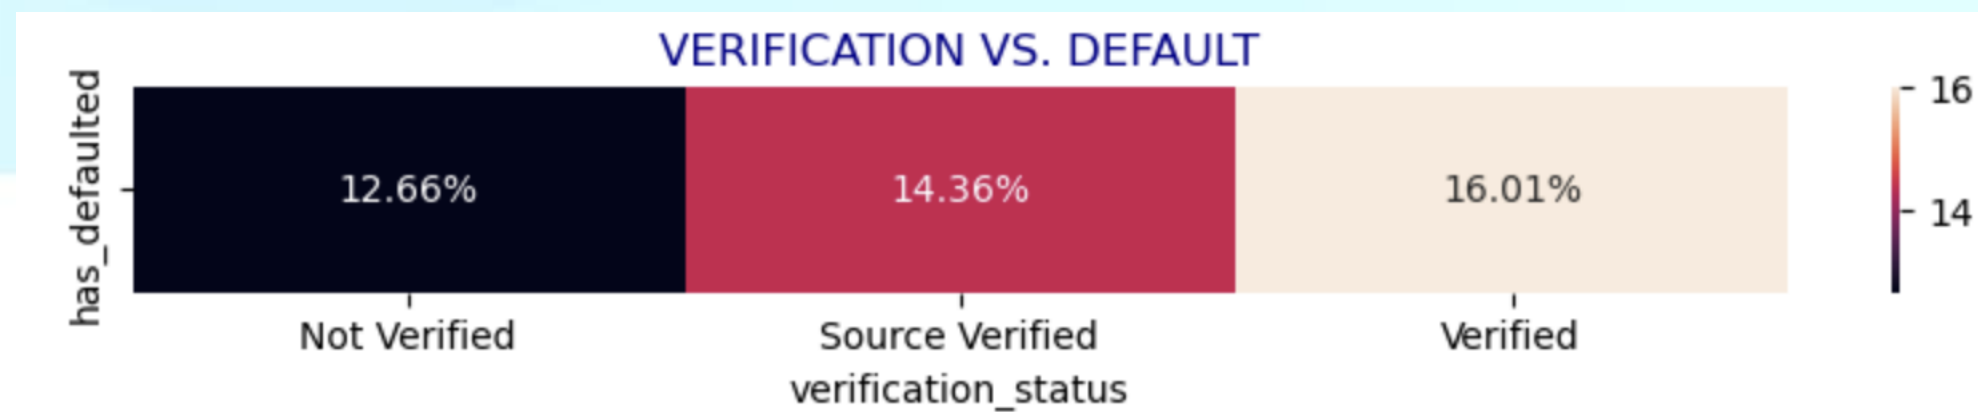 VERIFICATION VS. DEFAULT
has_defaulted
12.66% 14.36% 16.01%
16
14
Not Verified Source Verified Verified
verification_status